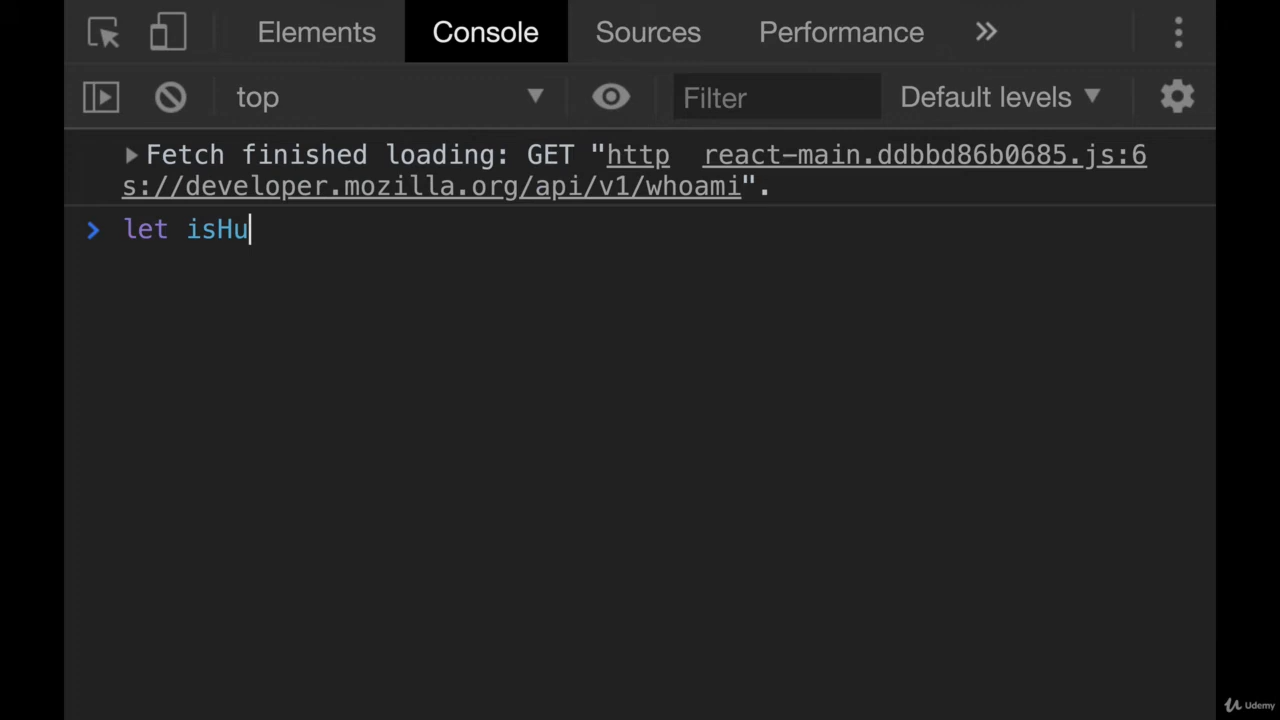 Elements Console Sources Performance »
top Filter Default levels
Fetch finished loading: GET "http react-main.ddbbd86b0685.js:6
s://developer.mozilla.org/api/v1/whoami".
let isHu
Udemy